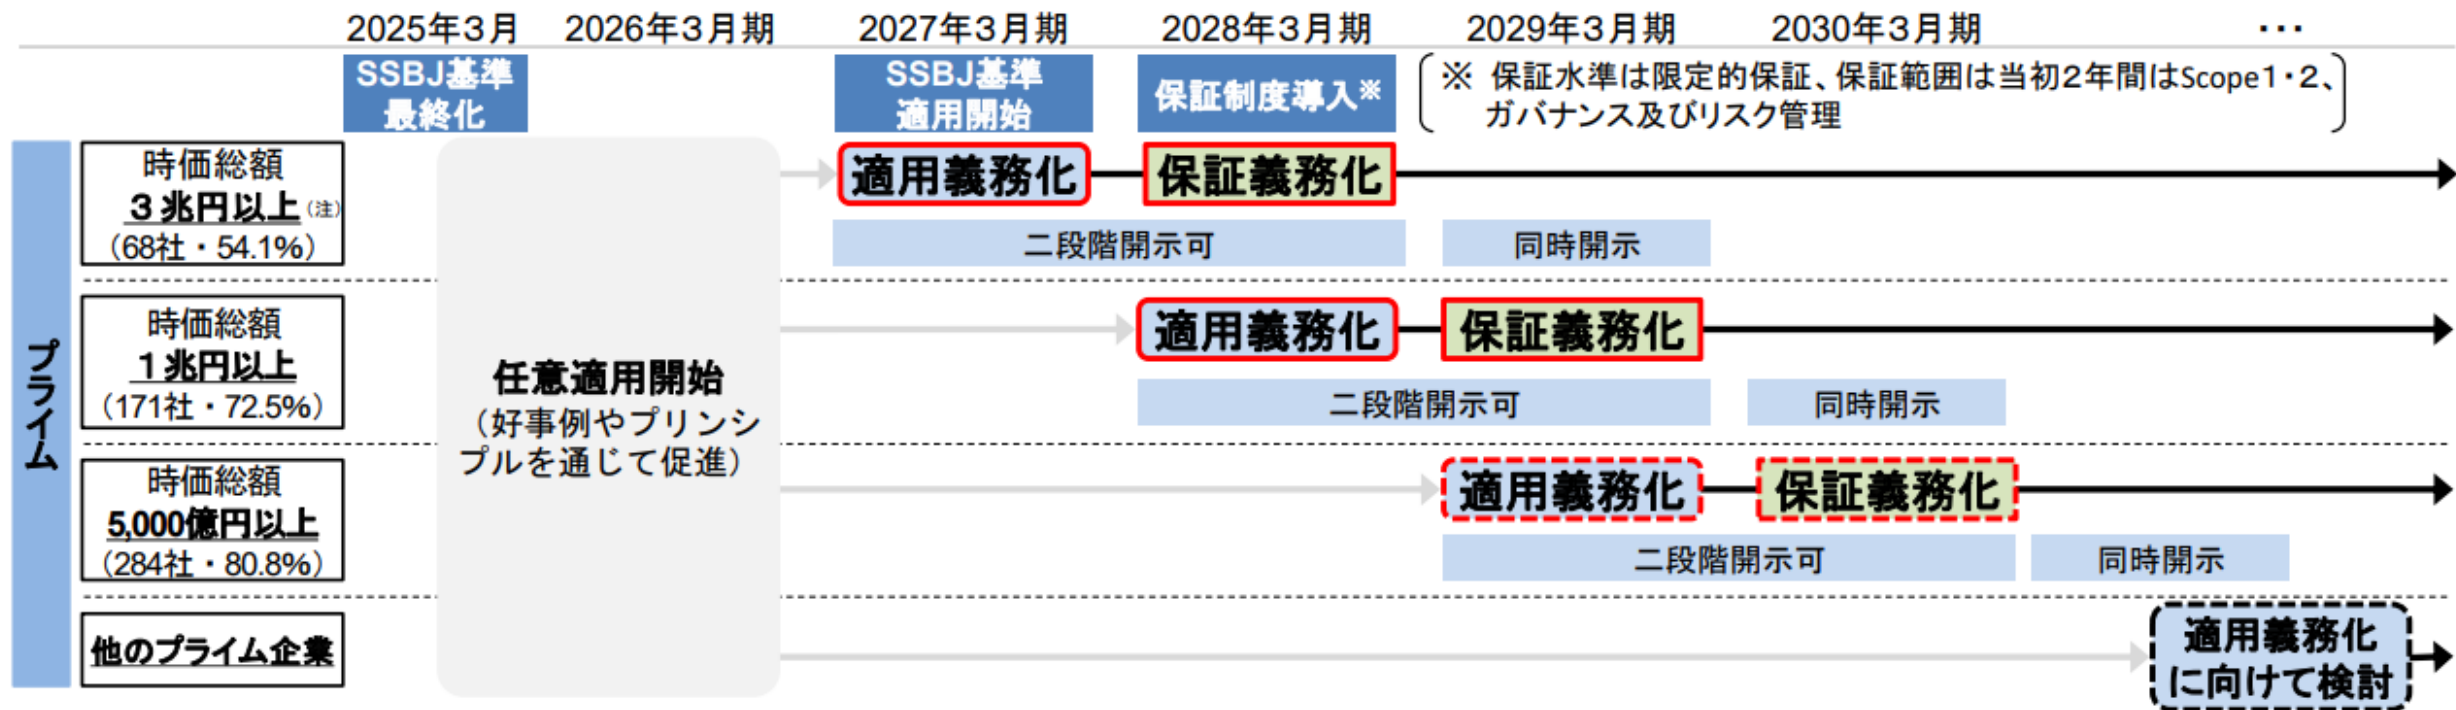 2025年3月 2026年3月期 2027年3月期 2028年3月期 2029年3月期 2030年3月期 ･･･
SSBJ基準
最終化
SSBJ基準
適用開始
保証制度導入※
※ 保証水準は限定的保証、保証範囲は当初2年間はScope1・2、
ガバナンス及びリスク管理
プライム
時価総額
3兆円以上(注)
(68社・54.1%)
適用義務化
保証義務化
二段階開示可
同時開示
時価総額
1兆円以上
(171社・72.5%)
適用義務化
保証義務化
二段階開示可
同時開示
任意適用開始
(好事例やプリンシ
プルを通じて促進)
時価総額
5,000億円以上
(284社・80.8%)
適用義務化
保証義務化
二段階開示可
同時開示
他のプライム企業
適用義務化
に向けて検討